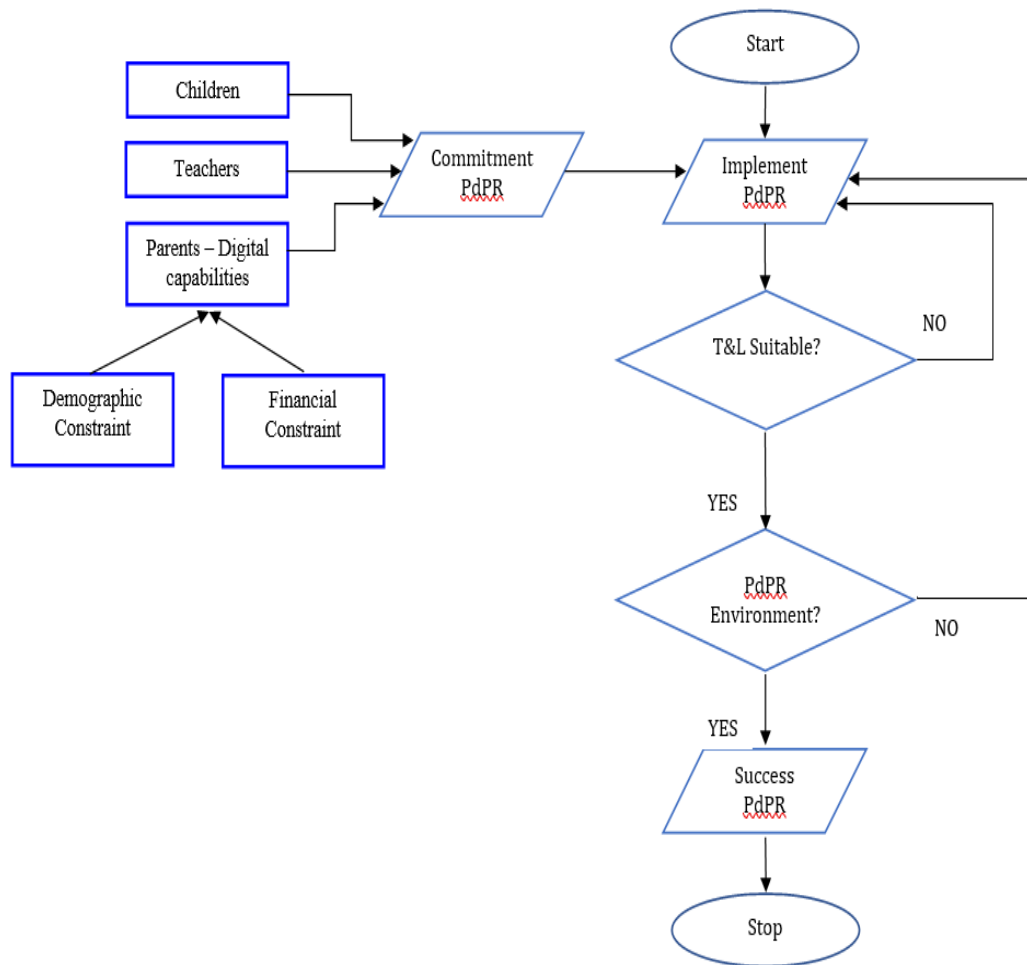 Start
Children
Teachers
Parents – Digital
capabilities
Demographic
Constraint
Financial
Constraint
Commitment
PdPR
Implement
PdPR
T&L Suitable?
NO
YES
PdPR
Environment?
NO
YES
Success
PdPR
Stop